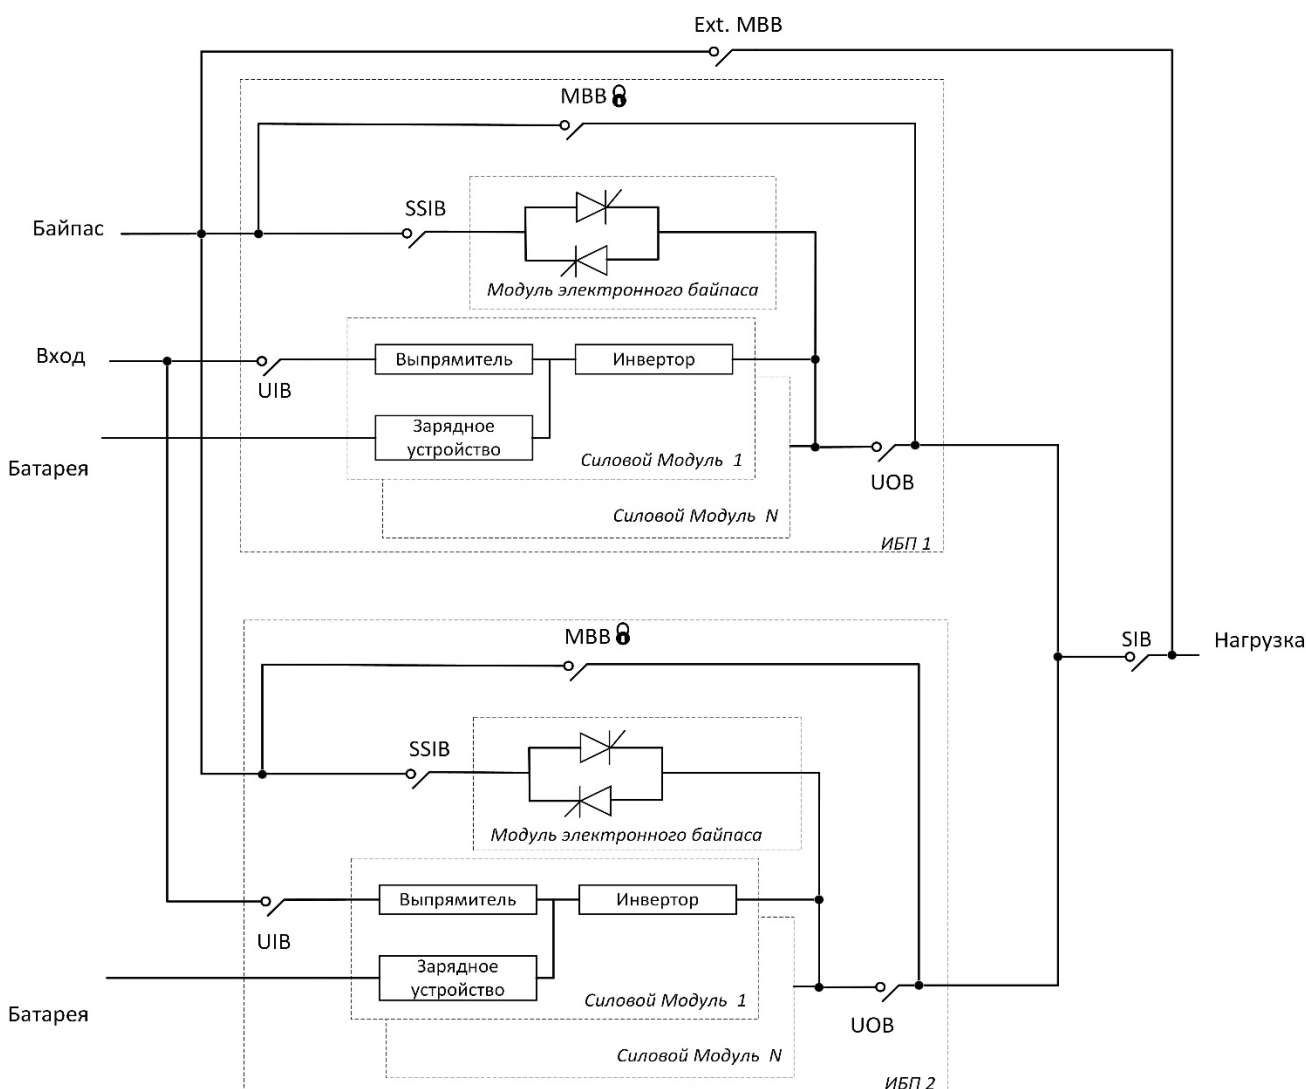 Ext. MBB
MBB
SSIB
Байпас
Модуль электронного байпаса
Вход
Выпрямитель
Инвертор
UIB
Зарядное
устройство
Батарея
Силовой Модуль 1
UOB
Силовой Модуль N
ИБП 1
MBB
SIB
Нагрузка
SSIB
Модуль электронного байпаса
Выпрямитель
Инвертор
UIB
Зарядное
устройство
Силовой Модуль 1
Батарея
UOB
Силовой Модуль N
ИБП 2